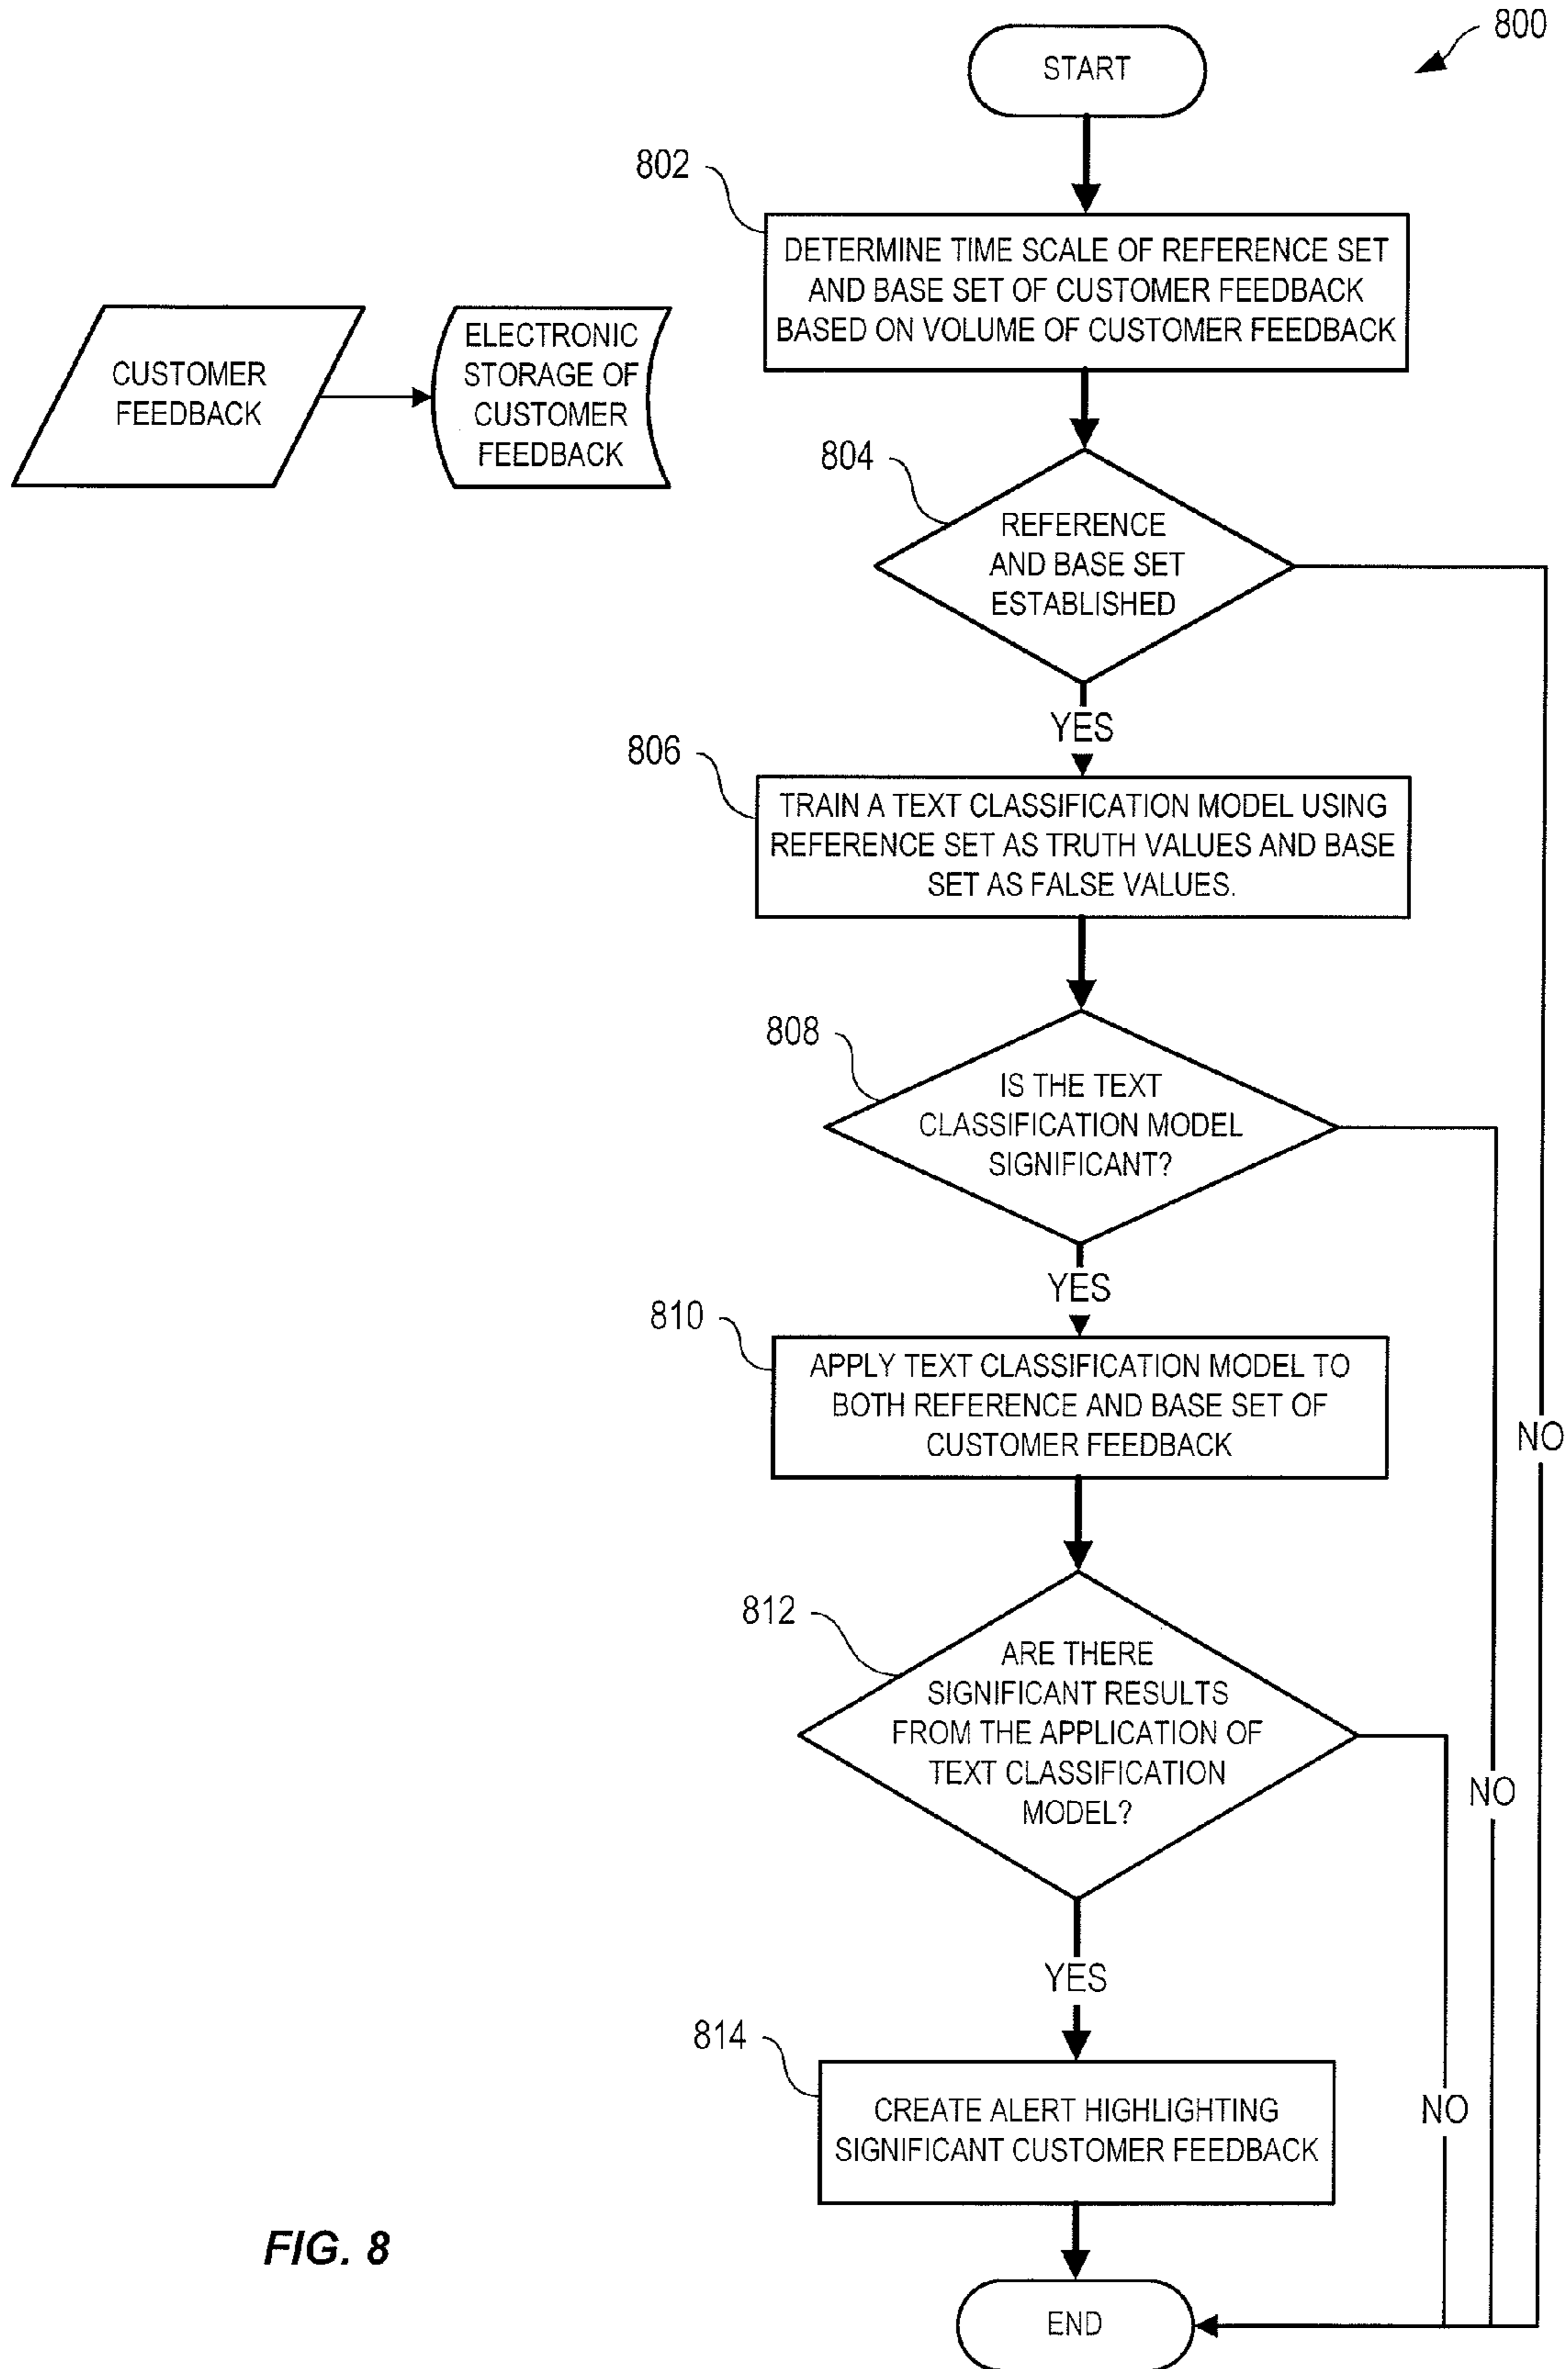 800
START
802
DETERMINE TIME SCALE OF REFERENCE SET
AND BASE SET OF CUSTOMER FEEDBACK
BASED ON VOLUME OF CUSTOMER FEEDBACK
CUSTOMER
FEEDBACK
ELECTRONIC
STORAGE OF
CUSTOMER
FEEDBACK
804
REFERENCE
AND BASE SET
ESTABLISHED
YES
806
TRAIN A TEXT CLASSIFICATION MODEL USING
REFERENCE SET AS TRUTH VALUES AND BASE
SET AS FALSE VALUES.
808
IS THE TEXT
CLASSIFICATION MODEL
SIGNIFICANT?
YES
810
APPLY TEXT CLASSIFICATION MODEL TO
BOTH REFERENCE AND BASE SET OF
CUSTOMER FEEDBACK
NO
812
ARE THERE
SIGNIFICANT RESULTS
FROM THE APPLICATION OF
TEXT CLASSIFICATION
MODEL?
NO
YES
814
CREATE ALERT HIGHLIGHTING
SIGNIFICANT CUSTOMER FEEDBACK
NO
FIG. 8
END